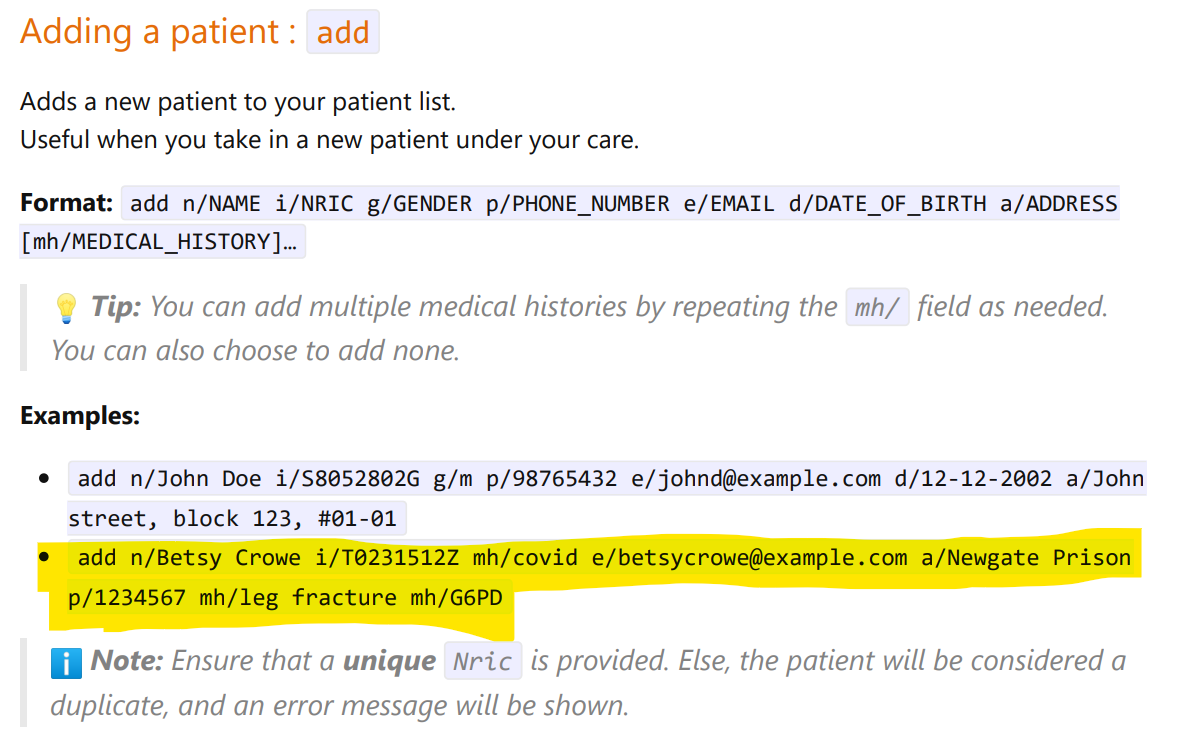 Adding a patient : add
Adds a new patient to your patient list.
Useful when you take in a new patient under your care.
Format: add n/NAME i/NRIC g/GENDER p/PHONE_NUMBER e/EMAIL d/DATE_OF_BIRTH a/ADDRESS
[mh/MEDICAL_HISTORY]…
💡 Tip: You can add multiple medical histories by repeating the mh/ field as needed.
You can also choose to add none.
Examples:
• add n/John Doe i/S8052802G g/m p/98765432 e/johnd@example.com d/12-12-2002 a/John
street, block 123, #01-01
• add n/Betsy Crowe i/T0231512Z mh/covid e/betsycrowe@example.com a/Newgate Prison
p/1234567 mh/leg fracture mh/G6PD
ℹ️ Note: Ensure that a unique Nric is provided. Else, the patient will be considered a
duplicate, and an error message will be shown.